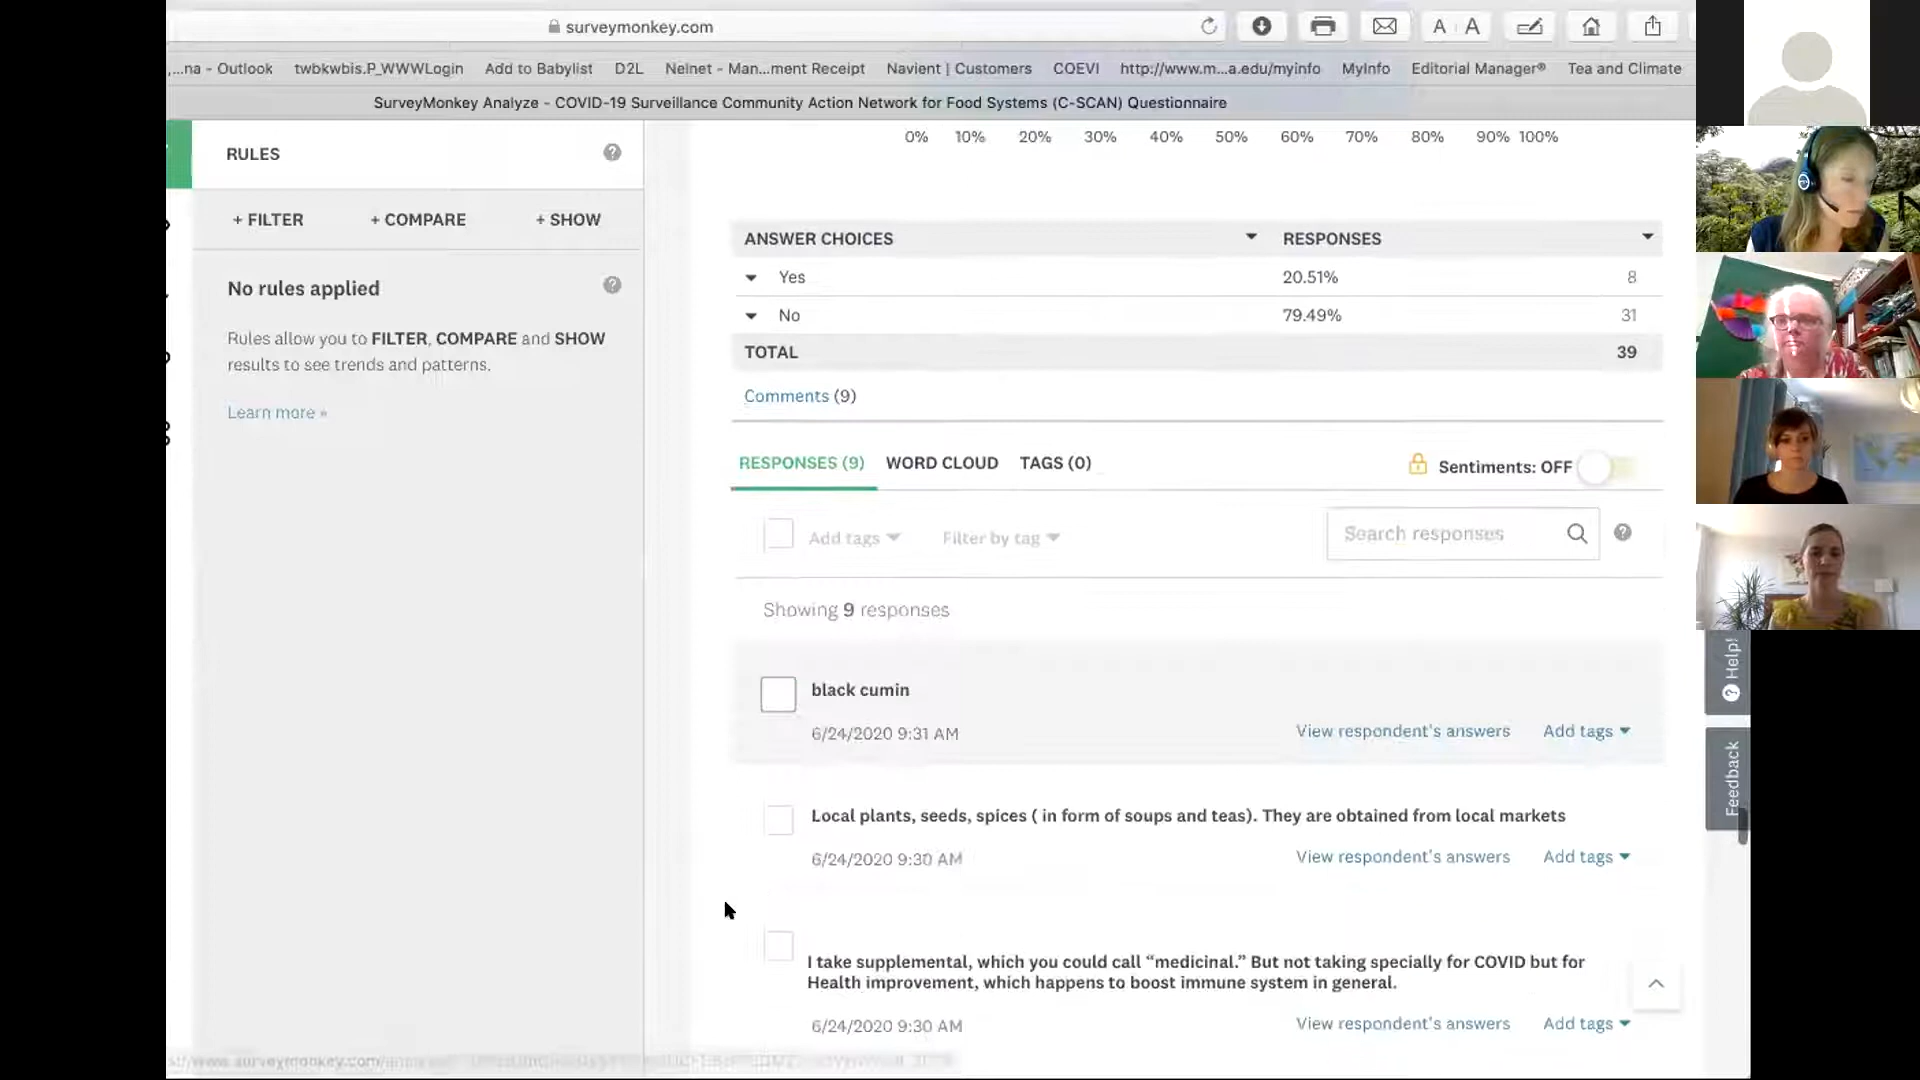 surveymonkey.com
A A
,...na - Outlook twbkwbis.P_WWWLogin Add to Babylist D2L Nelnet - Man...ment Receipt Navient | Customers COEVI http://www.m...a.edu/myinfo MyInfo Editorial Manager® Tea and Climate
SurveyMonkey Analyze - COVID-19 Surveillance Community Action Network for Food Systems (C-SCAN) Questionnaire
RULES
+ FILTER + COMPARE + SHOW
No rules applied
Rules allow you to FILTER, COMPARE and SHOW
results to see trends and patterns.
Learn more »
0% 10% 20% 30% 40% 50% 60% 70% 80% 90% 100%
ANSWER CHOICES RESPONSES
Yes 20.51% 8
No 79.49% 31
TOTAL 39
Comments (9)
RESPONSES (9) WORD CLOUD TAGS (0)
Sentiments: OFF
Add tags Filter by tag
Search responses
Showing 9 responses
black cumin
6/24/2020 9:31 AM View respondent's answers Add tags
Local plants, seeds, spices ( in form of soups and teas). They are obtained from local markets
6/24/2020 9:30 AM View respondent's answers Add tags
I take supplemental, which you could call “medicinal.” But not taking specially for COVID but for
Health improvement, which happens to boost immune system in general.
6/24/2020 9:30 AM View respondent's answers Add tags
Help!
Feedback